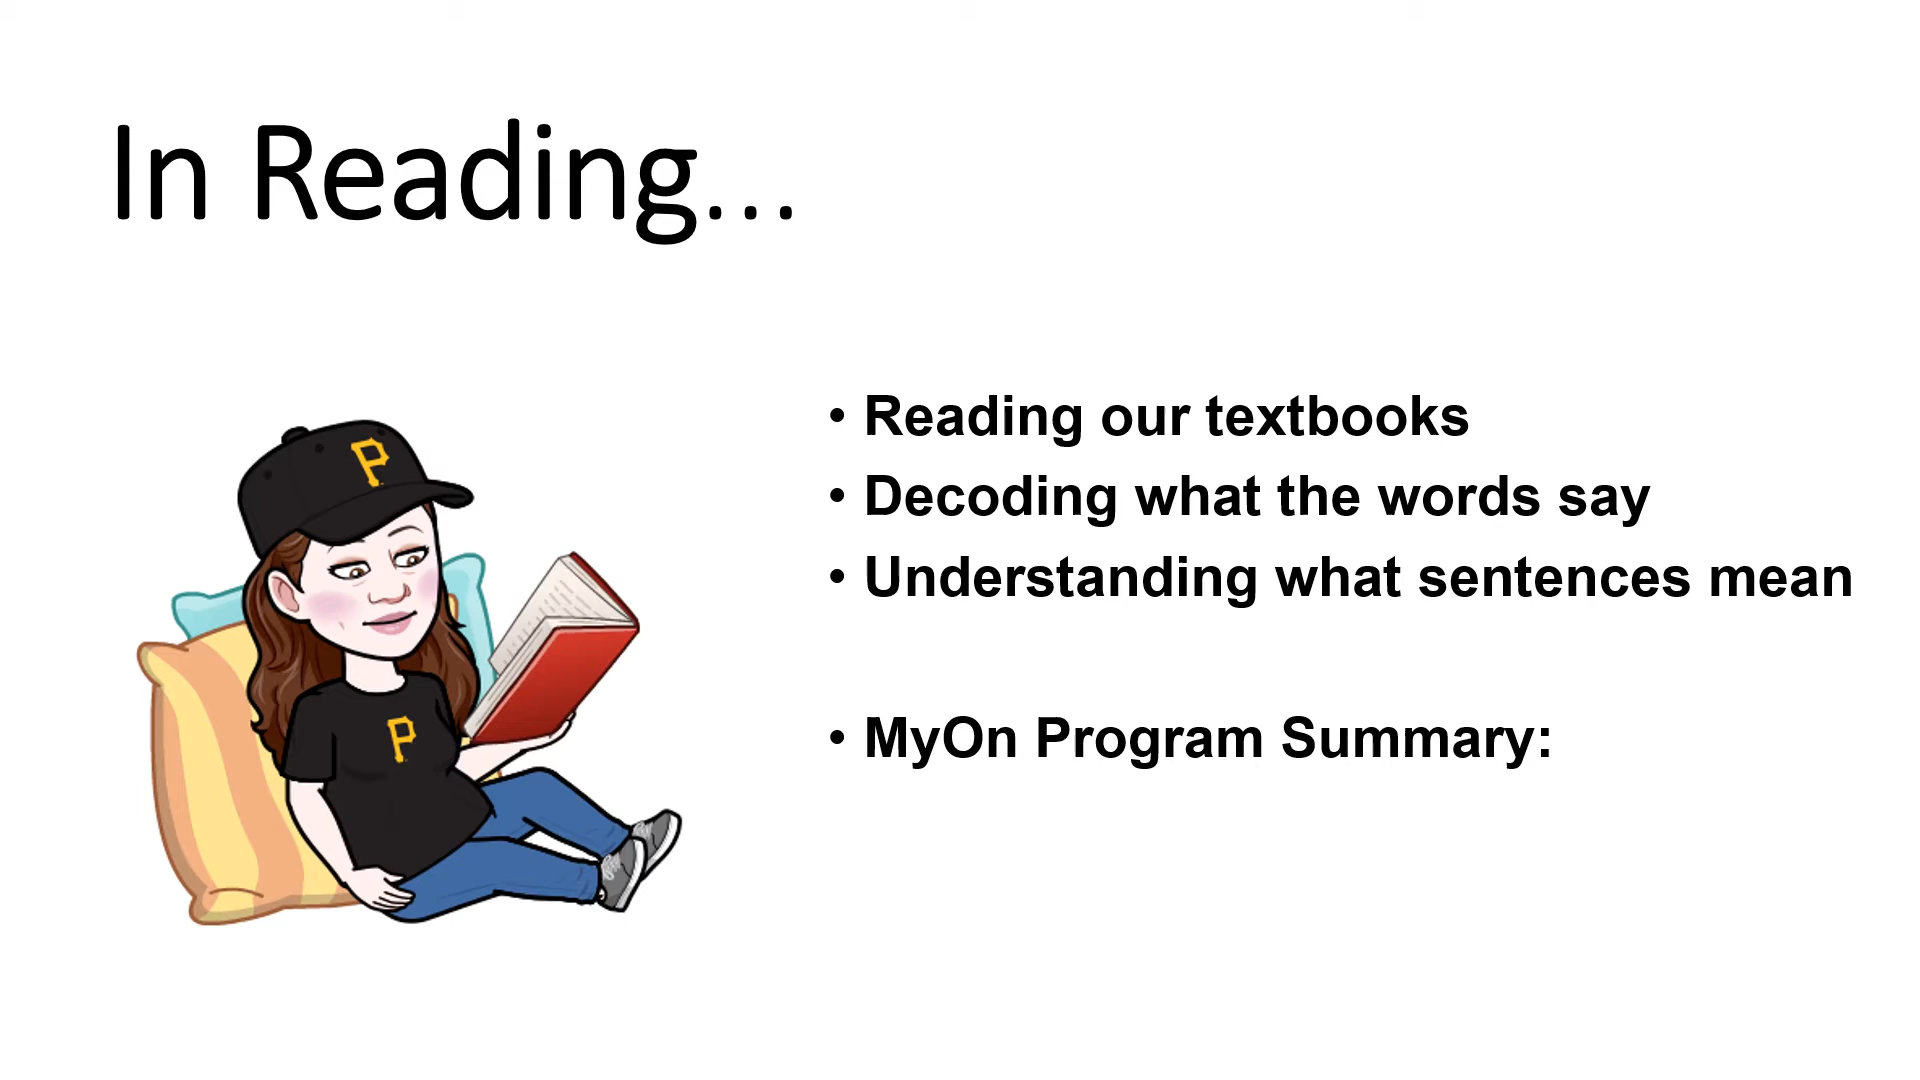 In Reading...
• Reading our textbooks
• Decoding what the words say
• Understanding what sentences mean
• MyOn Program Summary:
P
P